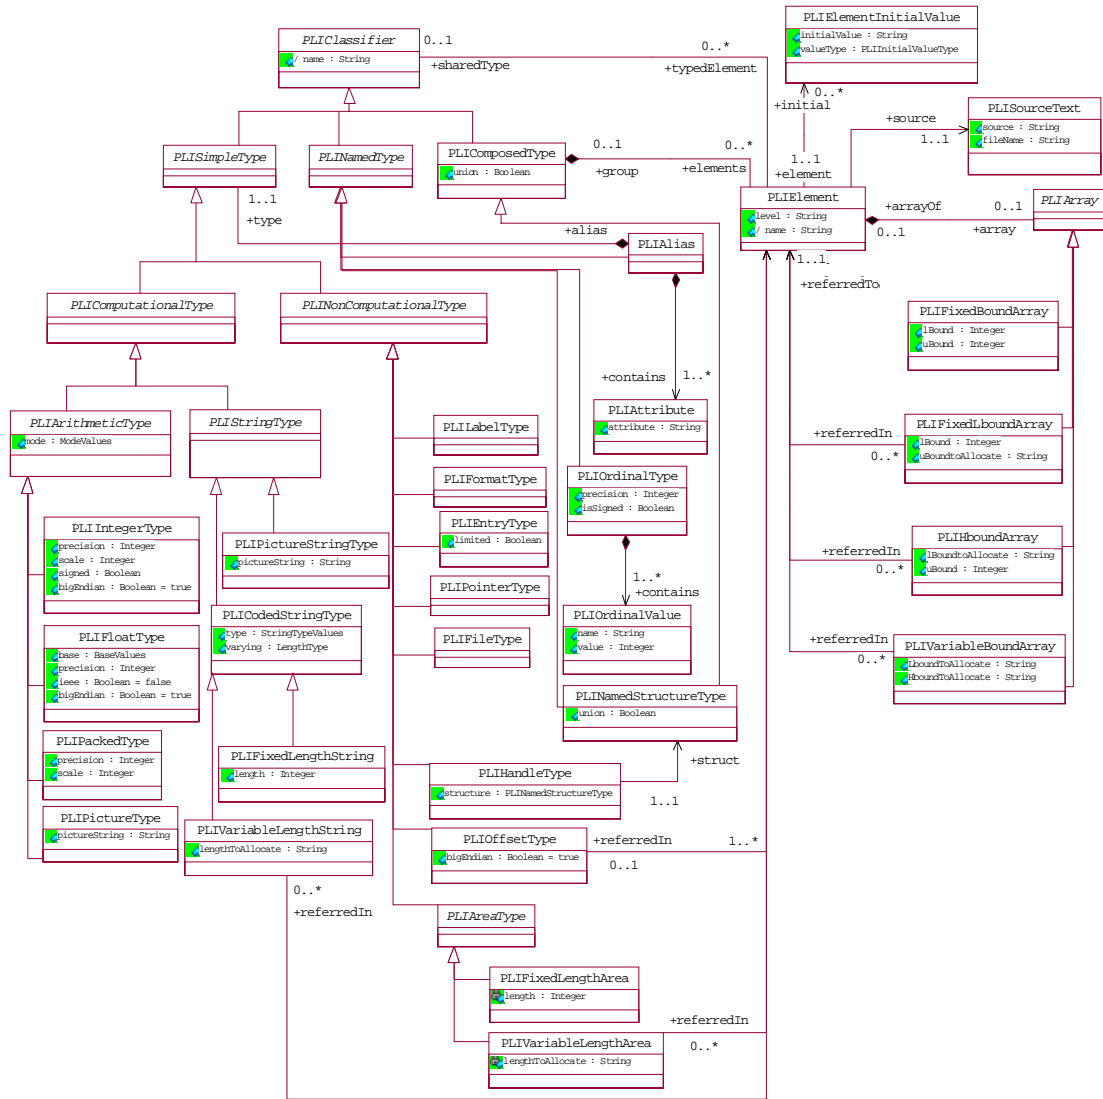 PLIClassifier
/ name : String
0..1
+sharedType
0..*
+typedElement
PLIElementInitialValue
initialValue : String
valueType : PLIInitialValueType
0..*
+initial
1..1
+element
+source
1..1
PLISourceText
source : String
fileName : String
PLISimpleType
PLINamedType
PLIComposedType
union : Boolean
0..1
+group
0..*
+elements
PLIElement
level : String
/ name : String
+arrayOf
0..1
0..1
+array
PLIArray
1..1
+type
+alias
PLIAlias
1..1
+referredTo
PLIComputationalType
PLINonComputationalType
PLIFixedBoundArray
lBound : Integer
uBound : Integer
+contains
1..*
PLIArithmeticType
mode : ModeValues
PLIStringType
PLILabelType
PLIAttribute
attribute : String
+referredIn
0..*
PLIFixedLboundArray
lBound : Integer
uBoundtoAllocate : String
PLIFormatType
PLIOrdinalType
precision : Integer
isSigned : Boolean
PLIIntegerType
precision : Integer
scale : Integer
signed : Boolean
bigEndian : Boolean = true
PLIPictureStringType
pictureString : String
PLIEntryType
limited : Boolean
+referredIn
0..*
PLIHboundArray
lBoundtoAllocate : String
uBound : Integer
PLIPointerType
1..*
+contains
PLICodedStringType
type : StringTypeValues
varying : LengthType
PLIFileType
PLIOrdinalValue
name : String
value : Integer
+referredIn
0..*
PLIVariableBoundArray
LboundToAllocate : String
HboundToAllocate : String
PLIFloatType
base : BaseValues
precision : Integer
ieee : Boolean = false
bigEndian : Boolean = true
PLINamedStructureType
union : Boolean
PLIPackedType
precision : Integer
scale : Integer
PLIFixedLengthString
length : Integer
PLIHandleType
structure : PLINamedStructureType
+struct
1..1
PLIPictureType
pictureString : String
PLIVariableLengthString
lengthToAllocate : String
PLIOffsetType
bigEndian : Boolean = true
+referredIn
0..1
1..*
0..*
+referredIn
PLIAreaType
PLIFixedLengthArea
length : Integer
+referredIn
0..*
PLIVariableLengthArea
lengthToAllocate : String